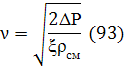 ν = √(2ΔP / ξρсм) (93)